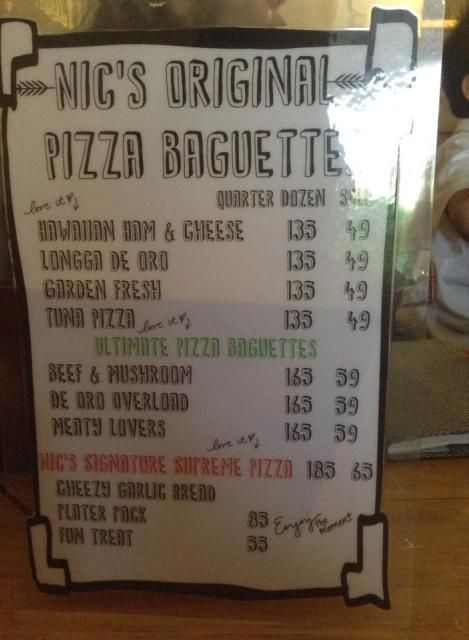 NIC'S ORIGINAL
PIZZA BAGUETTE
love it
QUARTER DOZEN
HAWAIIAN HAM & CHEESE 135 49
LONGGA DE ORO 135 49
GARDEN FRESH 135 49
TUNA PIZZA love it 135 49
ULTIMATE PIZZA BAGUETTES
BEEF & MUSHROOM 165 59
DE ORO OVERLOAD 165 59
MEATY LOVERS 165 59
love it
NIC'S SIGNATURE SUPREME PIZZA 185 65
CHEEZY GARLIC BREAD
PLATER PACK 85 Enjoy the moment
FUN TREAT 55